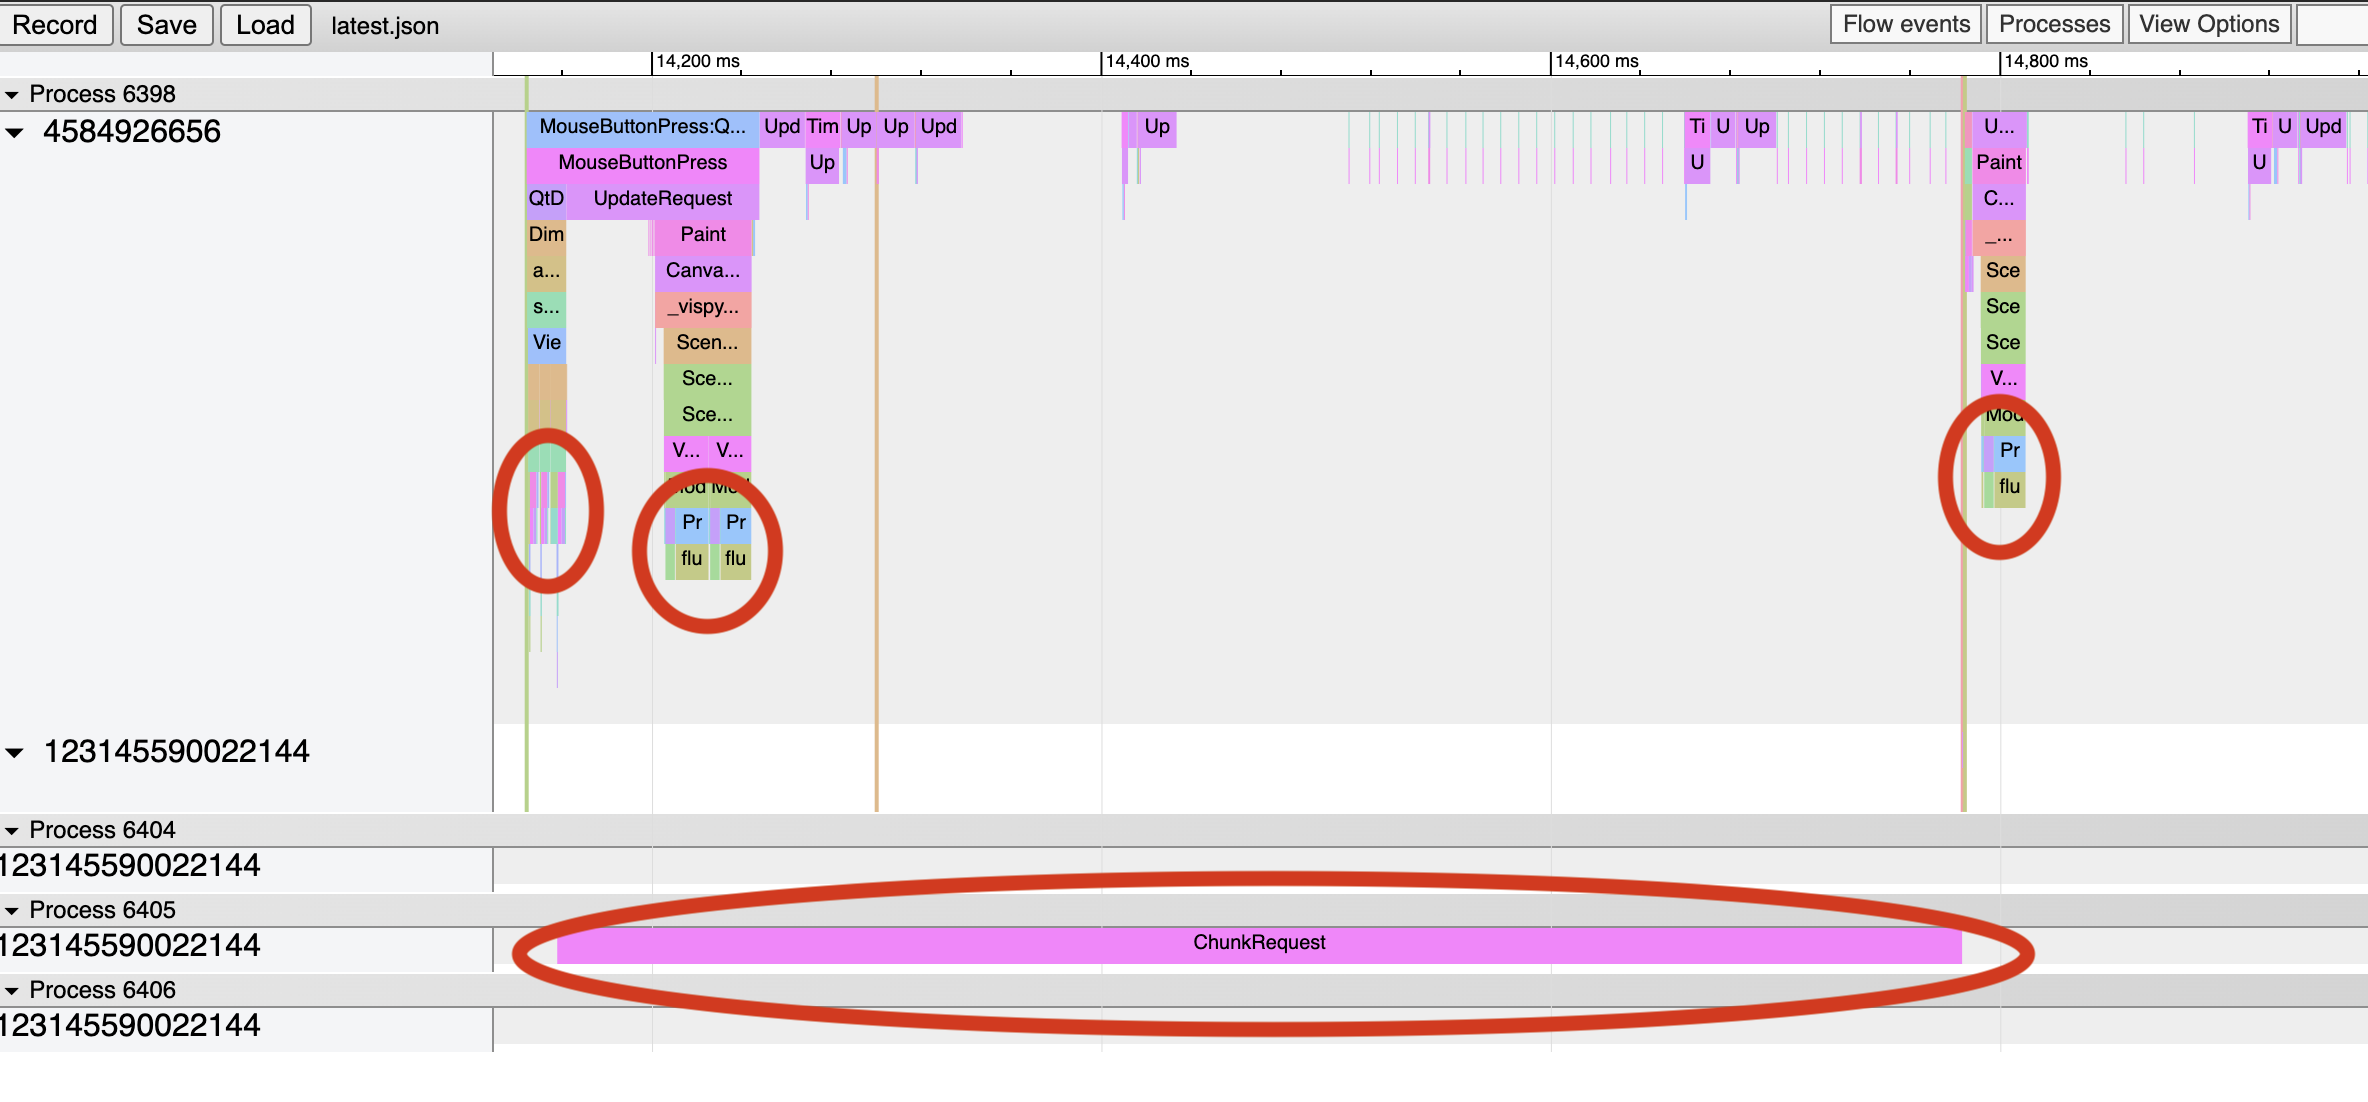 Record Save Load latest.json Flow events Processes View Options
14,200 ms 14,400 ms 14,600 ms 14,800 ms
Process 6398
4584926656 MouseButtonPress:Q... Upd Tim Up Up Upd Up Ti U Up U... Ti U Upd
MouseButtonPress Up U Paint U
QtD UpdateRequest C...
Dim Paint _...
a... Canva... Sce
s... _vispy... Sce
Vie Scen... Sce
Sce... V...
Sce... Mod
V... V... Pr
Mod Mod flu
Pr Pr
flu flu
123145590022144
Process 6404
123145590022144
Process 6405
123145590022144 ChunkRequest
Process 6406
123145590022144